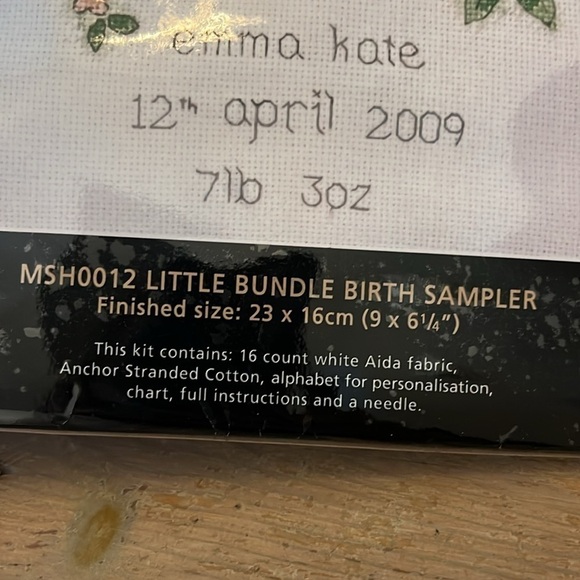 emma kate
12th april 2009
7lb 3oz
MSH0012 LITTLE BUNDLE BIRTH SAMPLER
Finished size: 23 x 16cm (9 x 6¼")
This kit contains: 16 count white Aida fabric,
Anchor Stranded Cotton, alphabet for personalisation,
chart, full instructions and a needle.